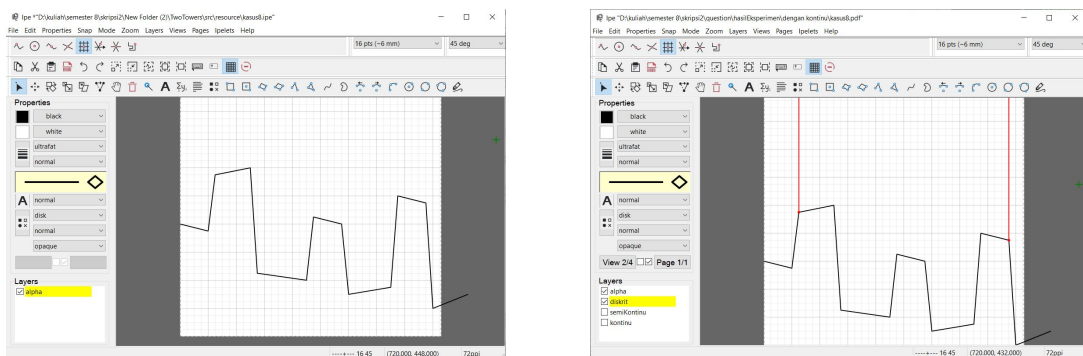 Ipe *"D:\kuliah\semester 8\skripsi2\New Folder (2)\TwoTowers\src\resource\kasus8.ipe"
File Edit Properties Snap Mode Zoom Layers Views Pages Ipelets Help
16 pts (~6 mm)
45 deg
Properties
black
white
ultrafat
normal
A normal
disk
normal
opaque
Layers
alpha
16 45 (720.000, 448.000) 72ppi
Ipe "D:\kuliah\semester 8\skripsi2\question\hasilEksperimen\dengan kontinu\kasus8.pdf"
File Edit Properties Snap Mode Zoom Layers Views Pages Ipelets Help
16 pts (~6 mm)
45 deg
Properties
black
white
ultrafat
normal
A normal
disk
normal
opaque
View 2/4 Page 1/1
Layers
alpha
diskrit
semiKontinu
kontinu
16 45 (720.000, 432.000) 72ppi